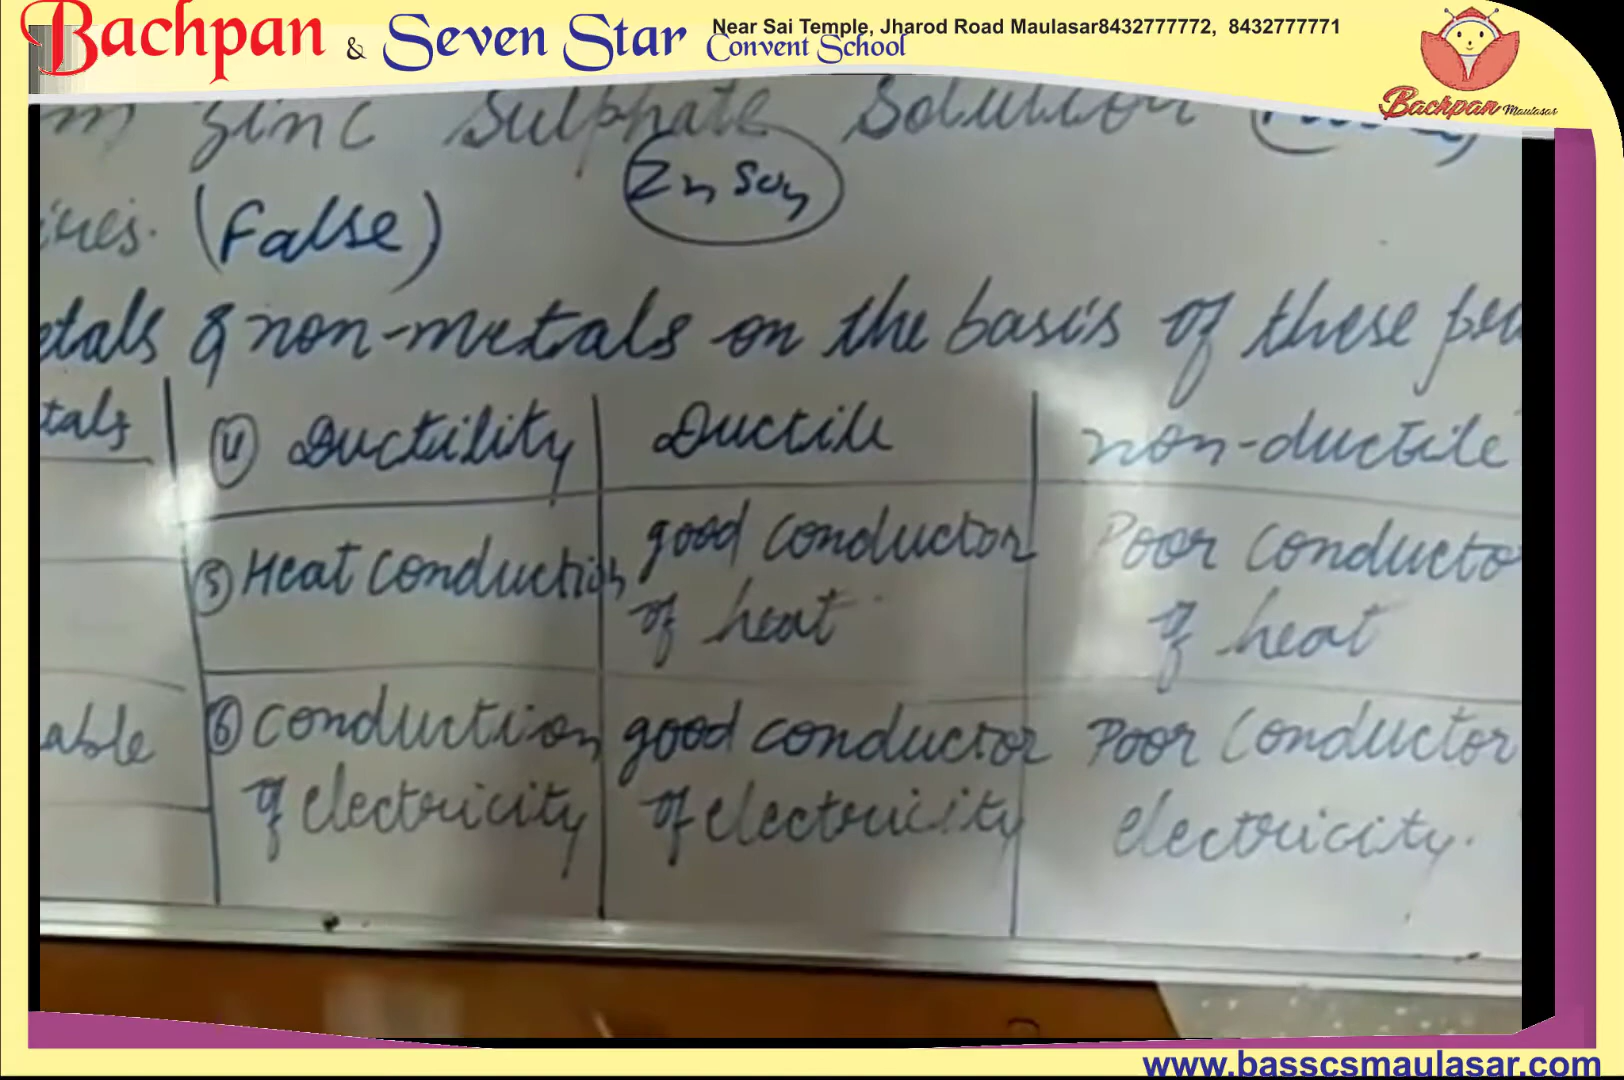 Bachpan & Seven Star Convent School
Near Sai Temple, Jharod Road Maulasar8432777772, 8432777771
Bachpan Maulasar
m Zinc Sulphate Solution
Zn SO4
ires. (False)
etals & non-metals on the basis of these
tals
④ Ductility Ductile non-ductile
⑤ Heat conduction good conductor Poor Conducto
of heat of heat
able ⑥ conduction good conductor Poor Conductor
of electricity of electricity electricity.
www.basscsmaulasar.com